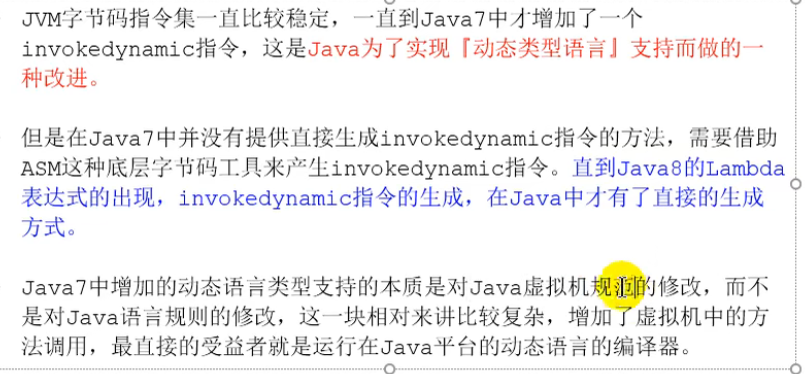 JVM字节码指令集一直比较稳定，一直到Java7中才增加了一个
invokedynamic指令，这是Java为了实现『动态类型语言』支持而做的一
种改进。
但是在Java7中并没有提供直接生成invokedynamic指令的方法，需要借助
ASM这种底层字节码工具来产生invokedynamic指令。直到Java8的Lambda
表达式的出现，invokedynamic指令的生成，在Java中才有了直接的生成
方式。
Java7中增加的动态语言类型支持的本质是对Java虚拟机规范的修改，而不
是对Java语言规则的修改，这一块相对来讲比较复杂，增加了虚拟机中的方
法调用，最直接的受益者就是运行在Java平台的动态语言的编译器。